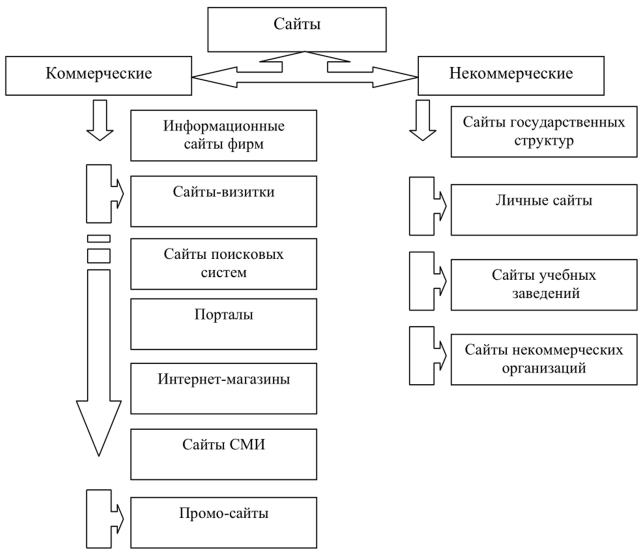 Сайты
Коммерческие
Некоммерческие
Информационные
сайты фирм
Сайты-визитки
Сайты поисковых
систем
Порталы
Интернет-магазины
Сайты СМИ
Промо-сайты
Сайты государственных
структур
Личные сайты
Сайты учебных
заведений
Сайты некоммерческих
организаций